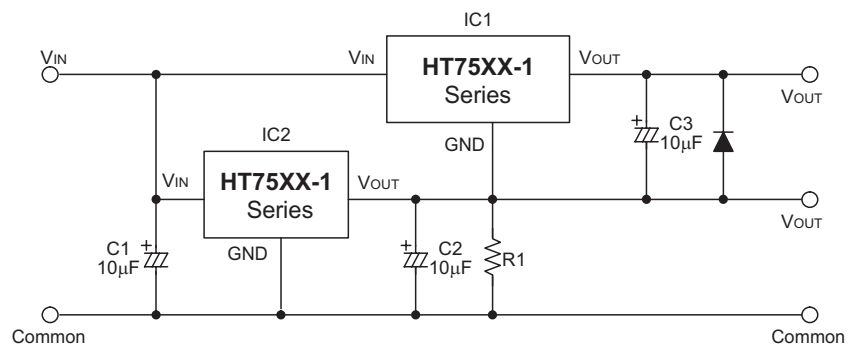 IC1
VIN
VIN
HT75XX-1
Series
VOUT
VOUT
GND
C3
10μF
IC2
VIN
HT75XX-1
Series
VOUT
VOUT
GND
C1
10μF
C2
10μF
R1
Common
Common